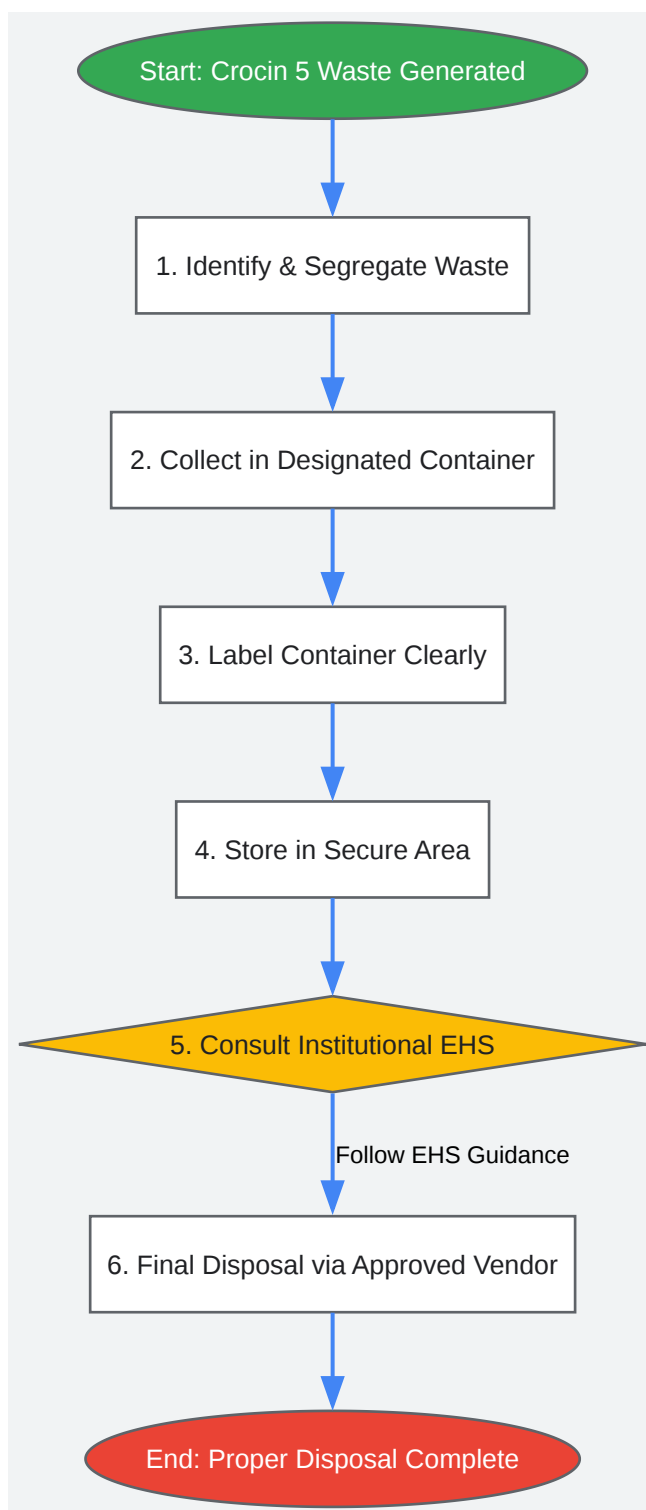 Start: Crocin 5 Waste Generated
1. Identify & Segregate Waste
2. Collect in Designated Container
3. Label Container Clearly
4. Store in Secure Area
5. Consult Institutional EHS
Follow EHS Guidance
6. Final Disposal via Approved Vendor
End: Proper Disposal Complete